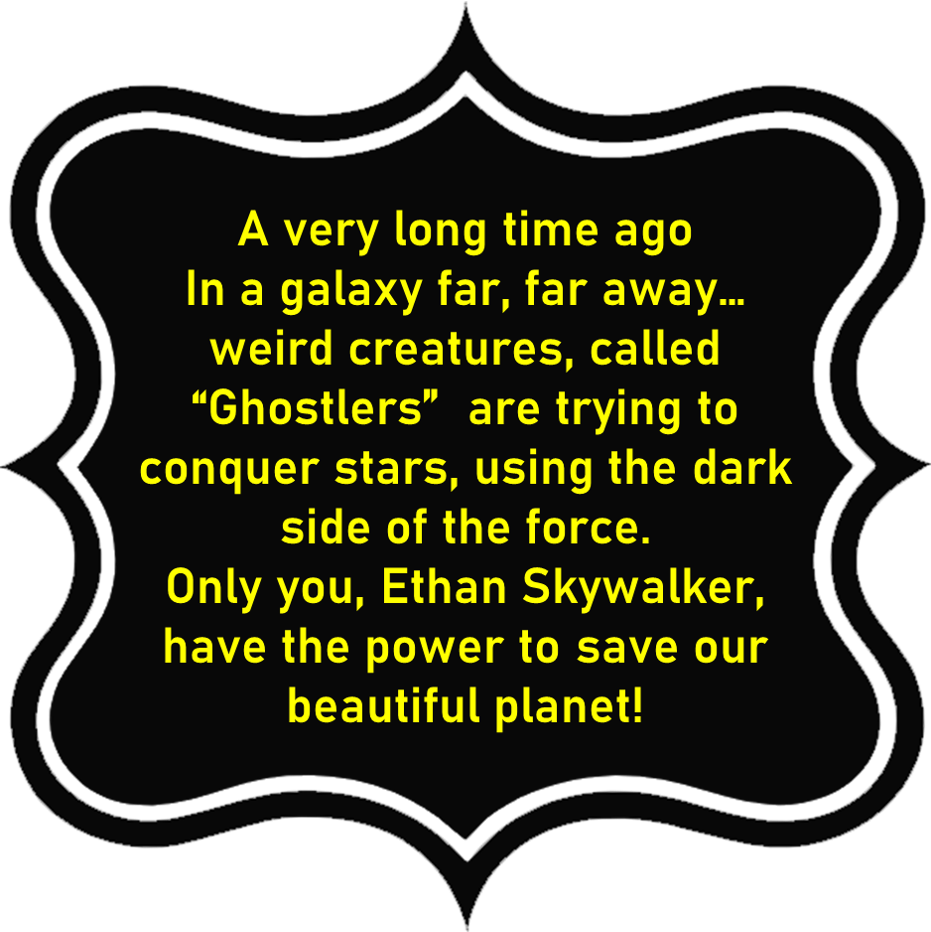 A very long time ago
In a galaxy far, far away...
weird creatures, called
“Ghostlers”  are trying to
conquer stars, using the dark
side of the force.
Only you, Ethan Skywalker,
have the power to save our
beautiful planet!